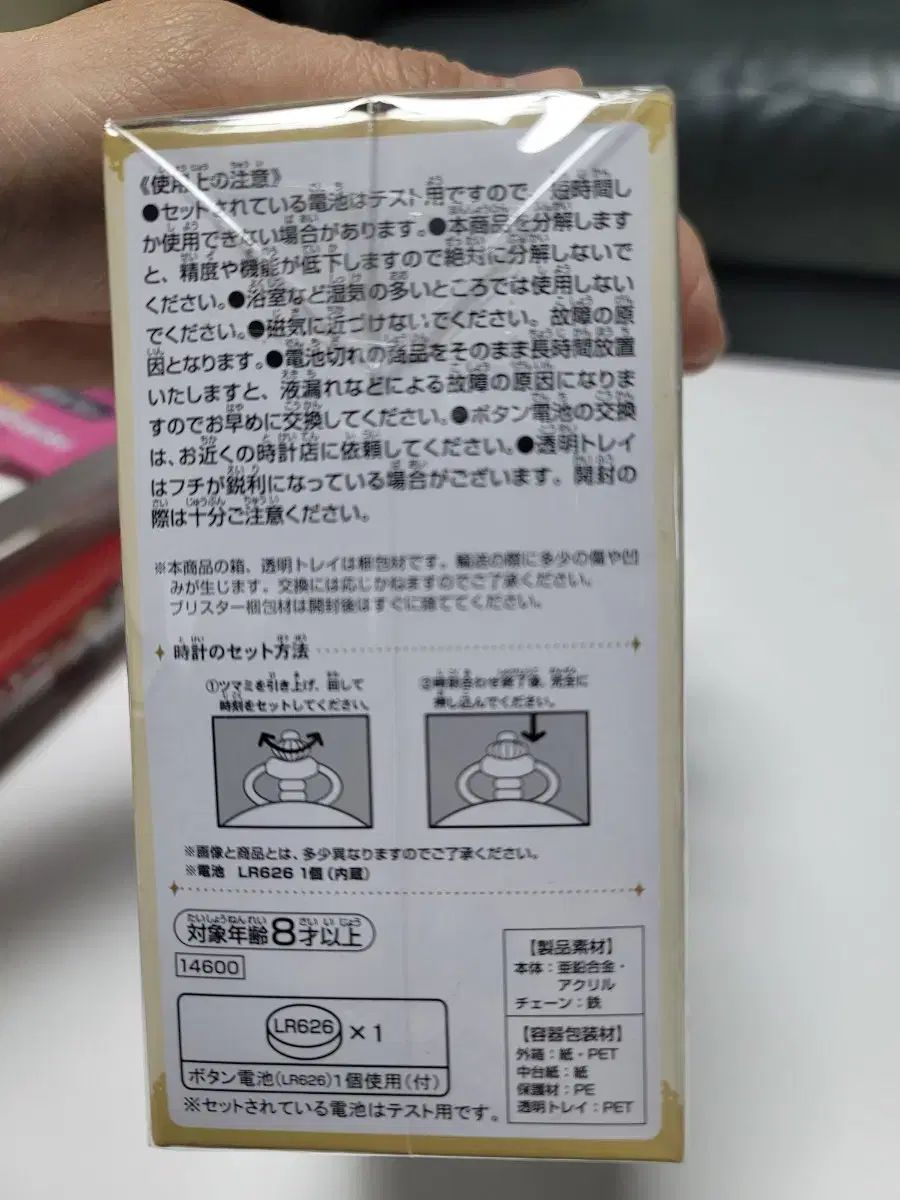 《使用上の注意》
●セットされている電池はテスト用ですので、短時間し
か使用できない場合があります。●本商品を分解します
と、精度や機能が低下しますので絶対に分解しないで
ください。●浴室など湿気の多いところでは使用しない
でください。●磁気に近づけないでください。故障の原
因となります。●電池切れの商品をそのまま長時間放置
いたしますと、液漏れなどによる故障の原因になりま
すのでお早めに交換してください。●ボタン電池の交換
は、お近くの時計店に依頼してください。●透明トレイ
はフチが鋭利になっている場合がございます。開封の
際は十分ご注意ください。
※本商品の箱、透明トレイは梱包材です。輸送の際に多少の傷や凹
みが生じます。交換には応じかねますのでご了承ください。
ブリスター梱包材は開封後はすぐに捨ててください。
時計のセット方法
①ツマミを引き上げ、回して
時刻をセットしてください。
②時刻合わせ終了後、完全に
押し込んでください。
※画像と商品とは、多少異なりますのでご了承ください。
※電池 LR626 1個(内蔵)
対象年齢8才以上
14600
LR626 ×1
ボタン電池(LR626)1個使用(付)
※セットされている電池はテスト用です。
【製品素材】
本体：亜鉛合金・
アクリル
チェーン：鉄
【容器包装材】
外箱：紙・PET
中台紙：紙
保護材：PE
透明トレイ：PET